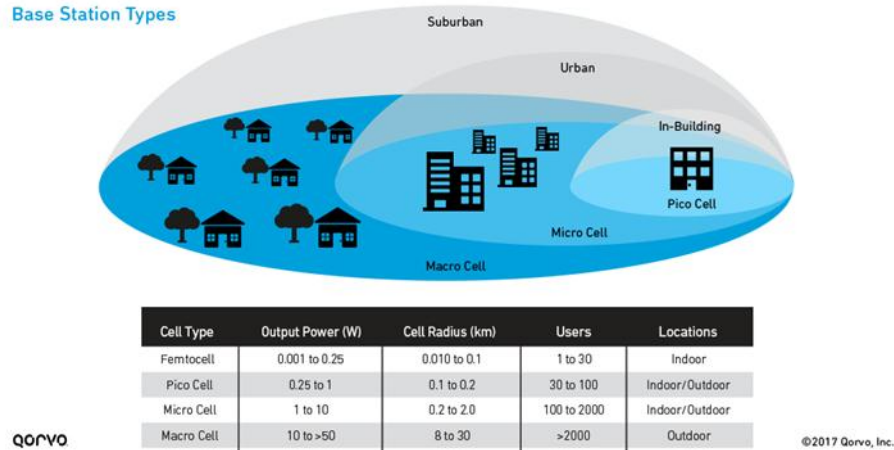 Base Station Types
Suburban
Urban
In-Building
Pico Cell
Micro Cell
Macro Cell
Cell Type Output Power (W) Cell Radius (km) Users Locations
Femtocell 0.001 to 0.25 0.010 to 0.1 1 to 30 Indoor
Pico Cell 0.25 to 1 0.1 to 0.2 30 to 100 Indoor/Outdoor
Micro Cell 1 to 10 0.2 to 2.0 100 to 2000 Indoor/Outdoor
Macro Cell 10 to >50 8 to 30 >2000 Outdoor
QORVO
©2017 Qorvo, Inc.